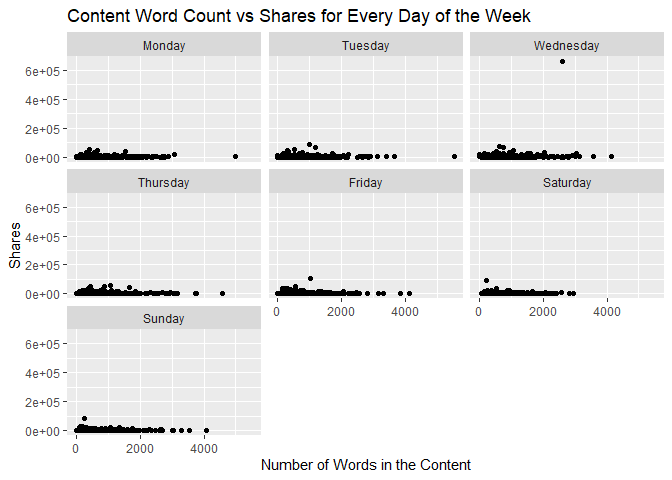 Content Word Count vs Shares for Every Day of the Week
Monday Tuesday Wednesday
6e+05
4e+05
2e+05
0e+00
Thursday Friday Saturday
6e+05
4e+05
2e+05
0e+00
0 2000 4000 0 2000 4000
Sunday
6e+05
4e+05
2e+05
0e+00
0 2000 4000
Shares
Number of Words in the Content